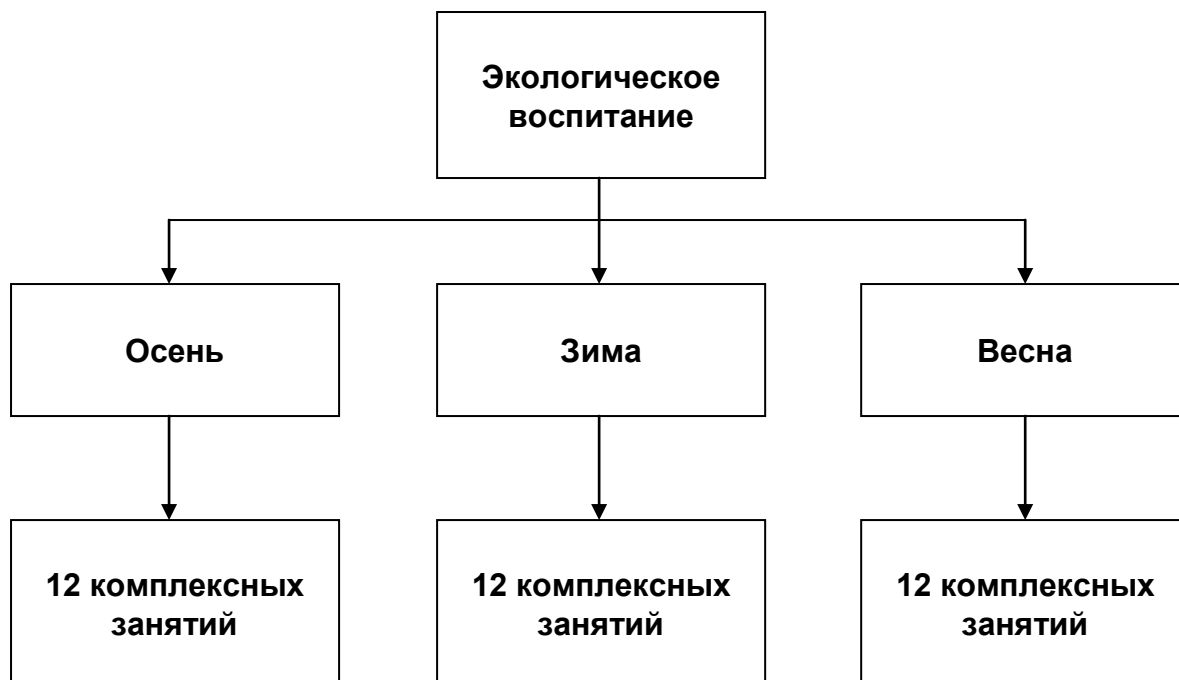 Экологическое
воспитание
Осень
Зима
Весна
12 комплексных
занятий
12 комплексных
занятий
12 комплексных
занятий